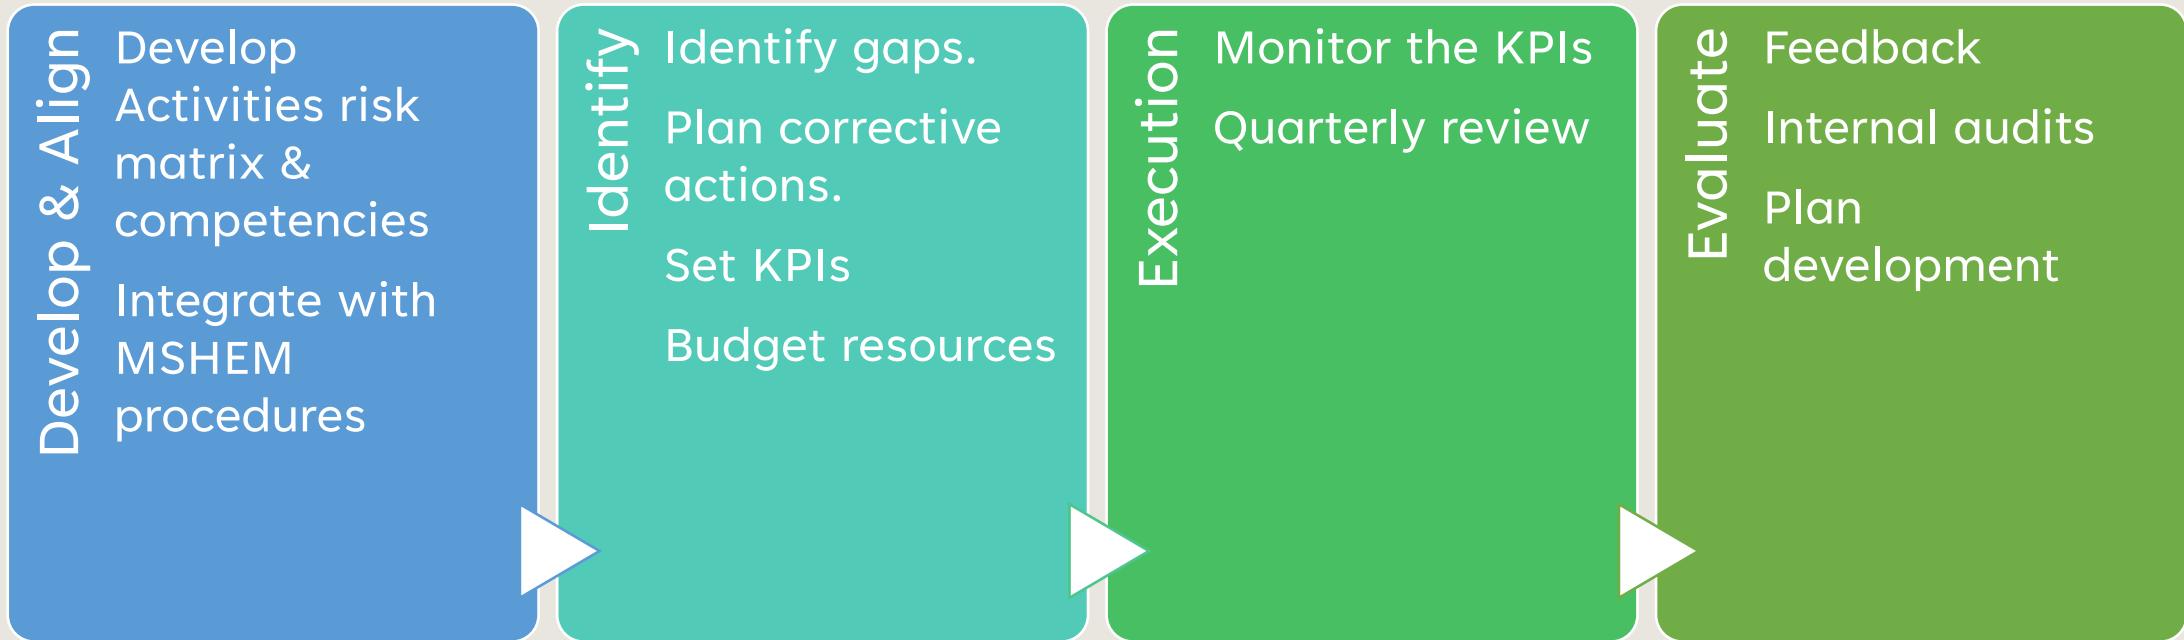 Develop & Align
Develop
Activities risk
matrix &
competencies
Integrate with
MSHEM
procedures
Identify
Identify gaps.
Plan corrective
actions.
Set KPIs
Budget resources
Execution
Monitor the KPIs
Quarterly review
Evaluate
Feedback
Internal audits
Plan
development